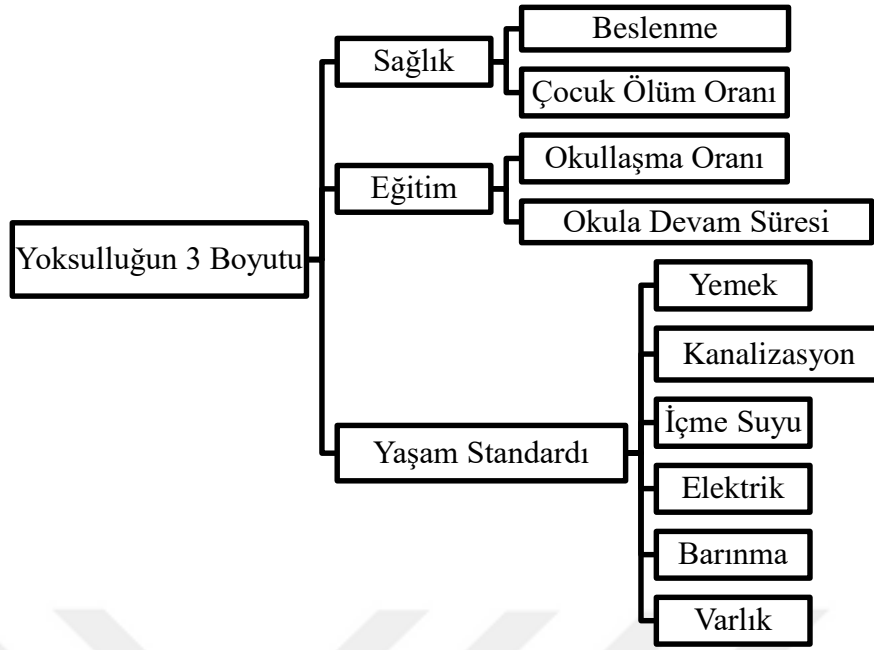 Yoksulluğun 3 Boyutu
Sağlık
Beslenme
Çocuk Ölüm Oranı
Eğitim
Okullaşma Oranı
Okula Devam Süresi
Yaşam Standardı
Yemek
Kanalizasyon
İçme Suyu
Elektrik
Barınma
Varlık